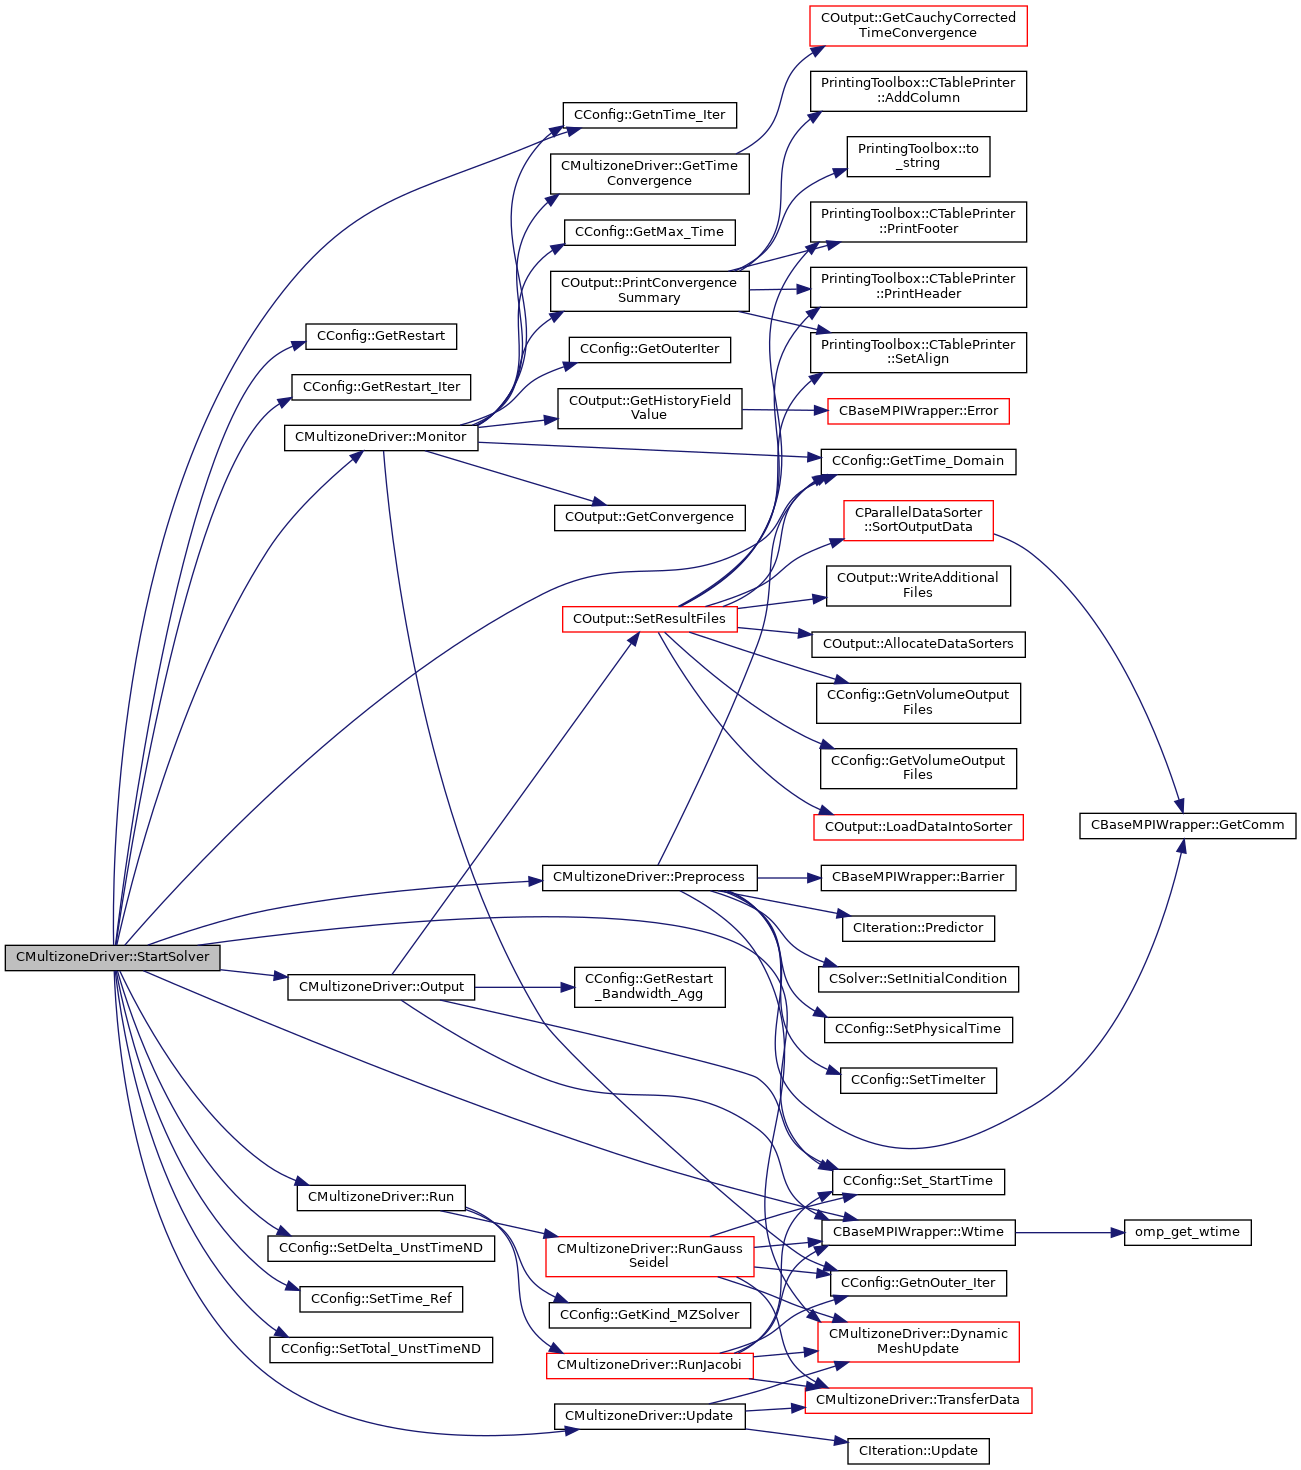 COutput::GetCauchyCorrected
TimeConvergence
PrintingToolbox::CTablePrinter
::AddColumn
CConfig::GetnTime_Iter
PrintingToolbox::to
_string
CMultizoneDriver::GetTime
Convergence
PrintingToolbox::CTablePrinter
::PrintFooter
CConfig::GetMax_Time
PrintingToolbox::CTablePrinter
::PrintHeader
COutput::PrintConvergence
Summary
CConfig::GetRestart
PrintingToolbox::CTablePrinter
::SetAlign
CConfig::GetOuterIter
CConfig::GetRestart_Iter
COutput::GetHistoryField
Value
CBaseMPIWrapper::Error
CMultizoneDriver::Monitor
CConfig::GetTime_Domain
COutput::GetConvergence
CParallelDataSorter
::SortOutputData
COutput::WriteAdditional
Files
COutput::SetResultFiles
COutput::AllocateDataSorters
CConfig::GetnVolumeOutput
Files
CConfig::GetVolumeOutput
Files
COutput::LoadDataIntoSorter
CBaseMPIWrapper::GetComm
CMultizoneDriver::Preprocess
CBaseMPIWrapper::Barrier
CIteration::Predictor
CMultizoneDriver::StartSolver
CSolver::SetInitialCondition
CMultizoneDriver::Output
CConfig::GetRestart
_Bandwidth_Agg
CConfig::SetPhysicalTime
CConfig::SetTimeIter
CConfig::Set_StartTime
CMultizoneDriver::Run
CBaseMPIWrapper::Wtime
omp_get_wtime
CConfig::SetDelta_UnstTimeND
CMultizoneDriver::RunGauss
Seidel
CConfig::GetnOuter_Iter
CConfig::SetTime_Ref
CConfig::GetKind_MZSolver
CMultizoneDriver::Dynamic
MeshUpdate
CConfig::SetTotal_UnstTimeND
CMultizoneDriver::RunJacobi
CMultizoneDriver::TransferData
CMultizoneDriver::Update
CIteration::Update